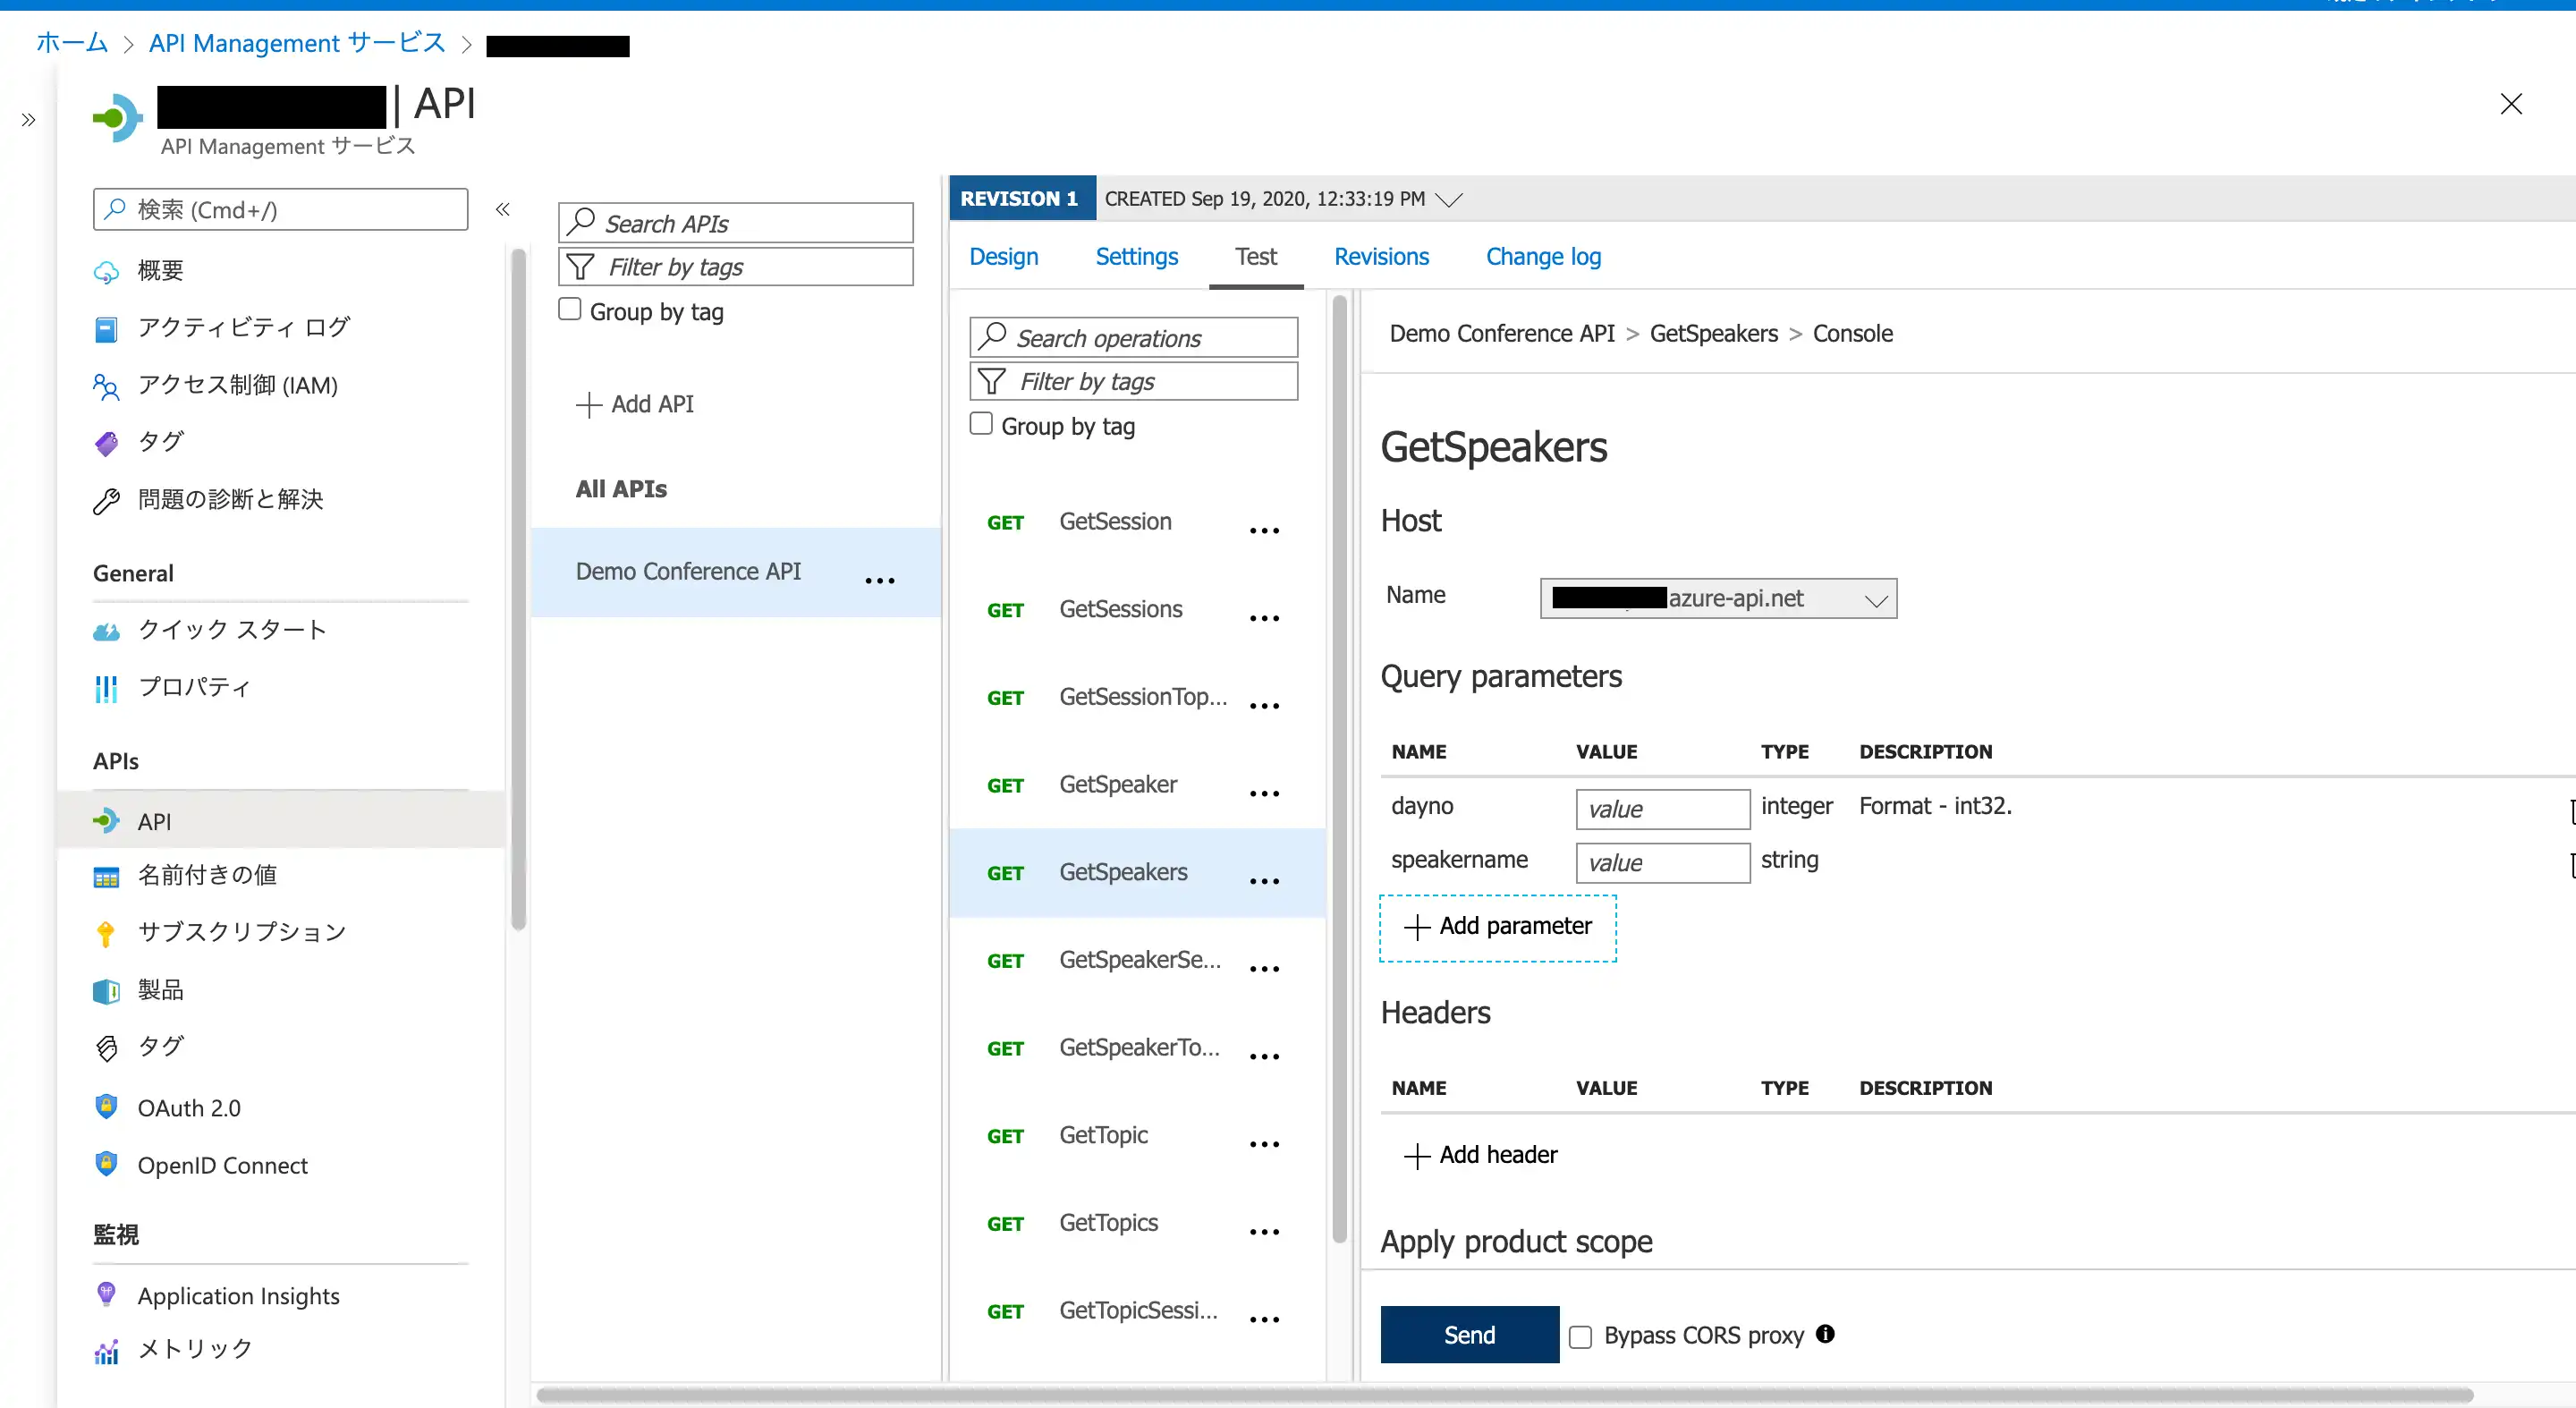 ホーム > API Management サービス >
| API
API Management サービス
検索 (Cmd+/)
概要
アクティビティ ログ
アクセス制御 (IAM)
タグ
問題の診断と解決
General
クイック スタート
プロパティ
APIs
API
名前付きの値
サブスクリプション
製品
タグ
OAuth 2.0
OpenID Connect
監視
Application Insights
メトリック
Search APIs
Filter by tags
Group by tag
Add API
All APIs
Demo Conference API
REVISION 1 CREATED Sep 19, 2020, 12:33:19 PM
Design Settings Test Revisions Change log
Search operations
Filter by tags
Group by tag
GET GetSession
GET GetSessions
GET GetSessionTop...
GET GetSpeaker
GET GetSpeakers
GET GetSpeakerSe...
GET GetSpeakerTo...
GET GetTopic
GET GetTopics
GET GetTopicSessi...
Demo Conference API > GetSpeakers > Console
GetSpeakers
Host
Name azure-api.net
Query parameters
NAME VALUE TYPE DESCRIPTION
dayno value integer Format - int32.
speakername value string
Add parameter
Headers
NAME VALUE TYPE DESCRIPTION
Add header
Apply product scope
Send Bypass CORS proxy